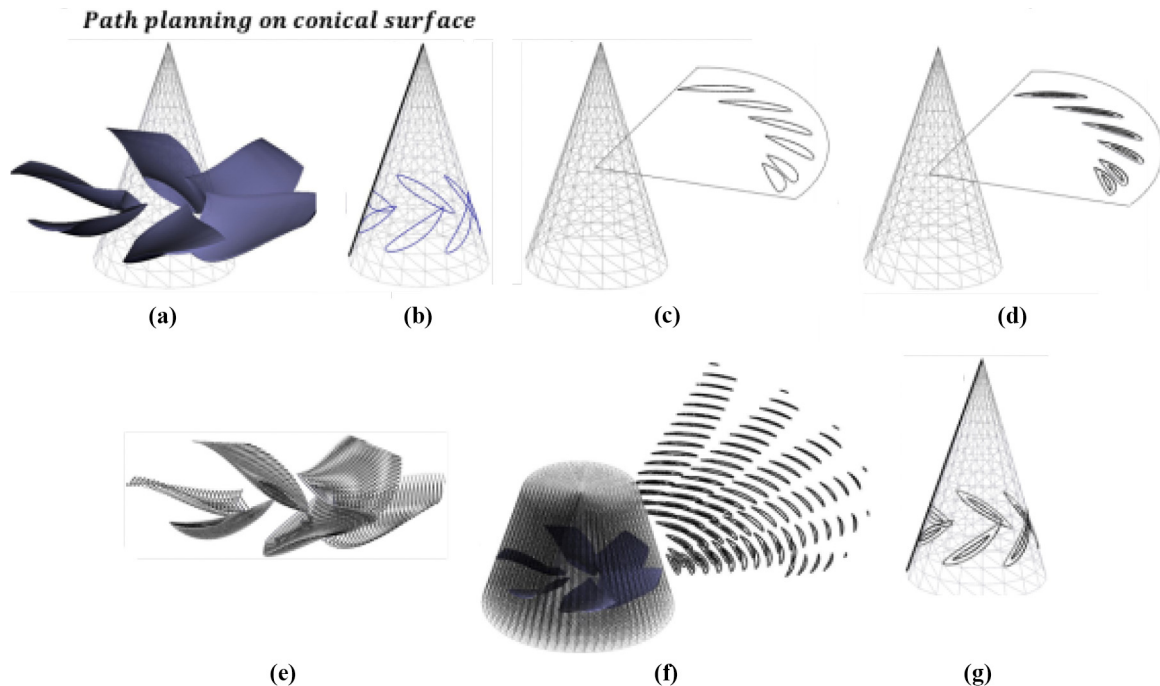 Path planning on conical surface
(a)
(b)
(c)
(d)
(e)
(f)
(g)